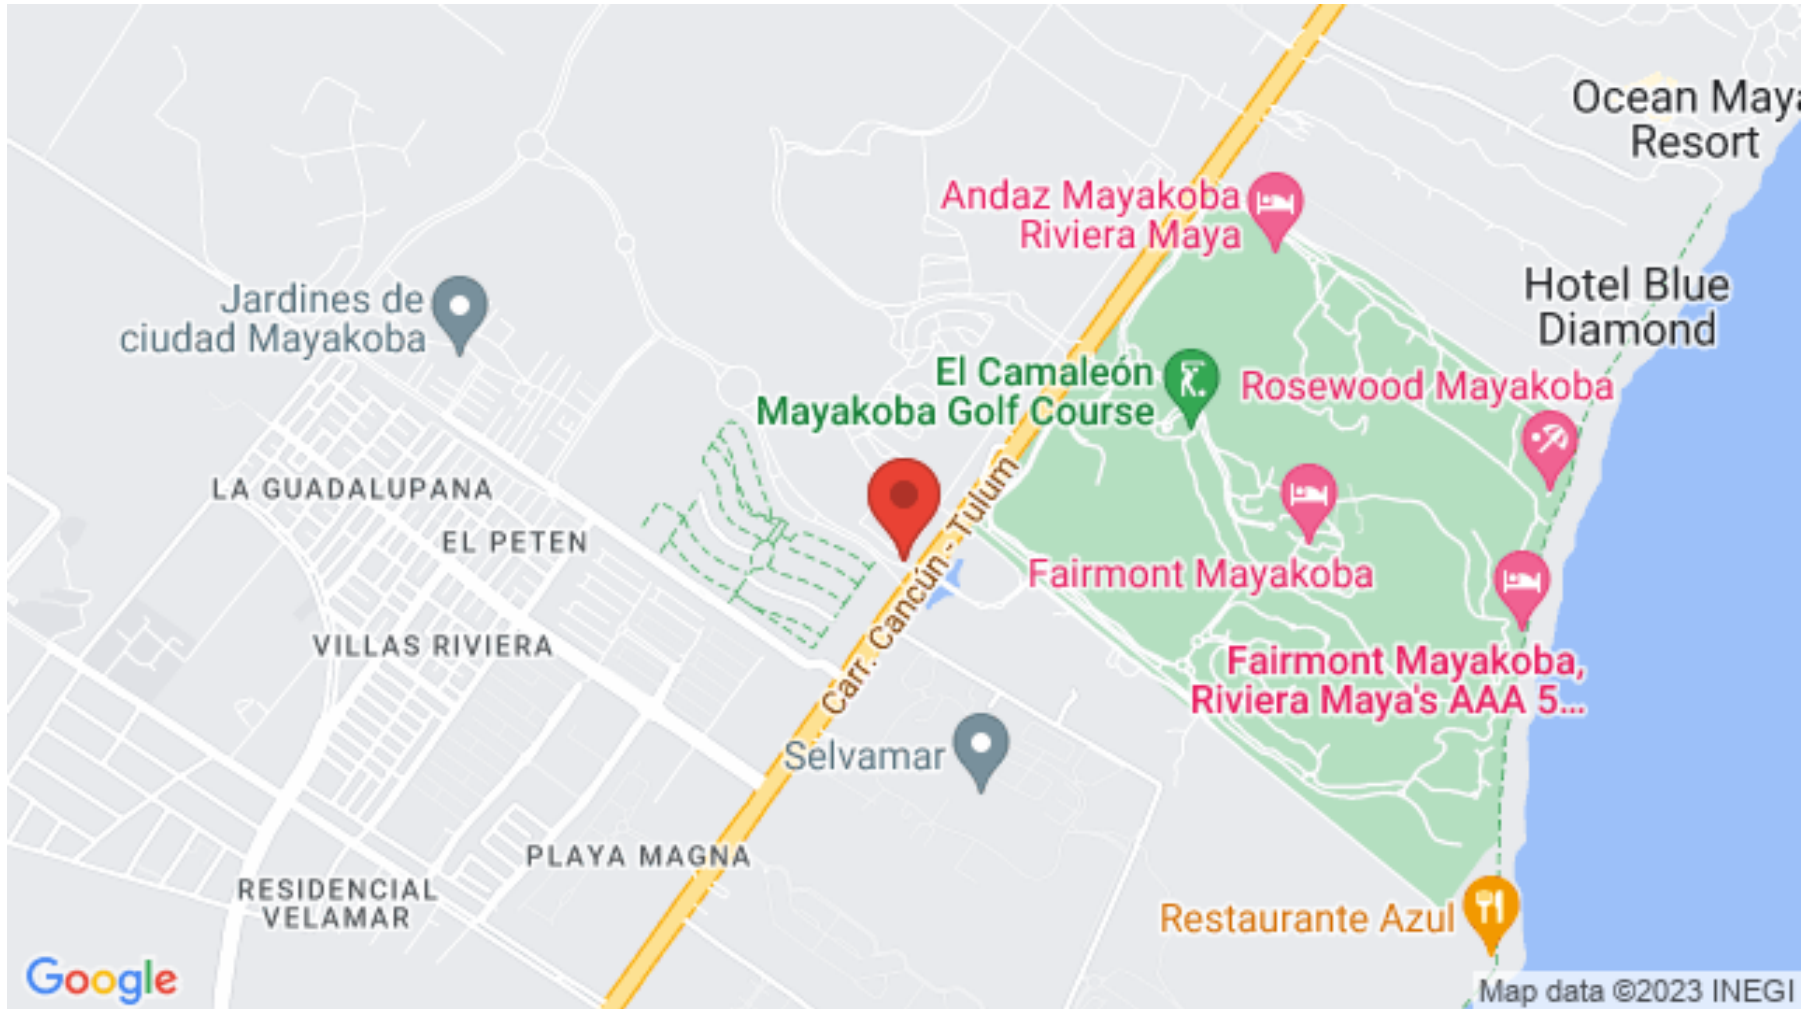 Ocean Maya
Resort
Andaz Mayakoba
Riviera Maya
Hotel Blue
Diamond
Jardines de
ciudad Mayakoba
El Camaleón
Mayakoba Golf Course
Rosewood Mayakoba
LA GUADALUPANA
EL PETEN
Carr. Cancún - Tulum
Fairmont Mayakoba
VILLAS RIVIERA
Fairmont Mayakoba,
Riviera Maya's AAA 5...
Selvamar
PLAYA MAGNA
RESIDENCIAL
VELAMAR
Restaurante Azul
Google
Map data ©2023 INEGI